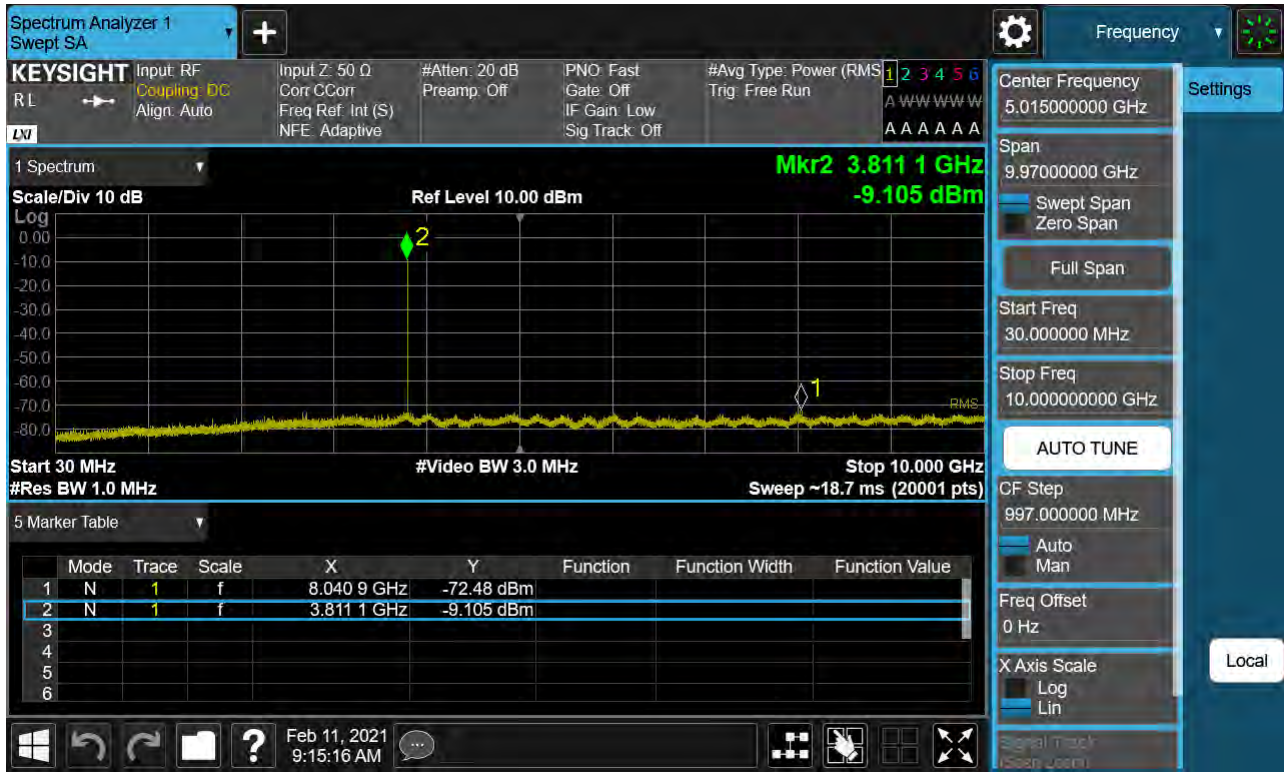 Spectrum Analyzer 1
Swept SA
Frequency
KEYSIGHT
RL
LXI
Input: RF
Coupling: DC
Align: Auto
Input Z: 50 Ω
Corr CCorr
Freq Ref: Int (S)
NFE: Adaptive
#Atten: 20 dB
Preamp: Off
PNO: Fast
Gate: Off
IF Gain: Low
Sig Track: Off
#Avg Type: Power (RMS
Trig: Free Run
1 2 3 4 5 6
A W W W W W
A A A A A A
1 Spectrum
Mkr2 3.811 1 GHz
Scale/Div 10 dB
Ref Level 10.00 dBm
-9.105 dBm
Log
0.00
-10.0
-20.0
-30.0
-40.0
-50.0
-60.0
-70.0
-80.0
2
1
RMS
Start 30 MHz
#Video BW 3.0 MHz
Stop 10.000 GHz
#Res BW 1.0 MHz
Sweep ~18.7 ms (20001 pts)
5 Marker Table
Mode Trace Scale X Y Function Function Width Function Value
1 N 1 f 8.040 9 GHz -72.48 dBm
2 N 1 f 3.811 1 GHz -9.105 dBm
3
4
5
6
Feb 11, 2021
9:15:16 AM
?
Center Frequency
5.015000000 GHz
Settings
Span
9.97000000 GHz
Swept Span
Zero Span
Full Span
Start Freq
30.000000 MHz
Stop Freq
10.000000000 GHz
AUTO TUNE
CF Step
997.000000 MHz
Auto
Man
Freq Offset
0 Hz
X Axis Scale
Log
Lin
Local
Signal Track
(Span Zoom)